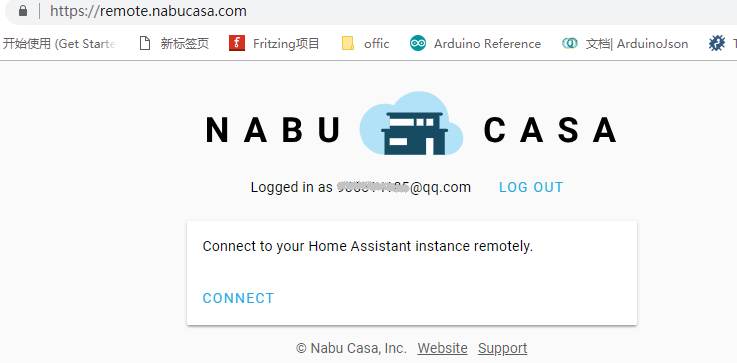 https://remote.nabucasa.com
开始使用 (Get Starte 新标签页 Fritzing项目 offic Arduino Reference 文档| ArduinoJson
NABU CASA
Logged in as @qq.com LOG OUT
Connect to your Home Assistant instance remotely.
CONNECT
© Nabu Casa, Inc. Website Support